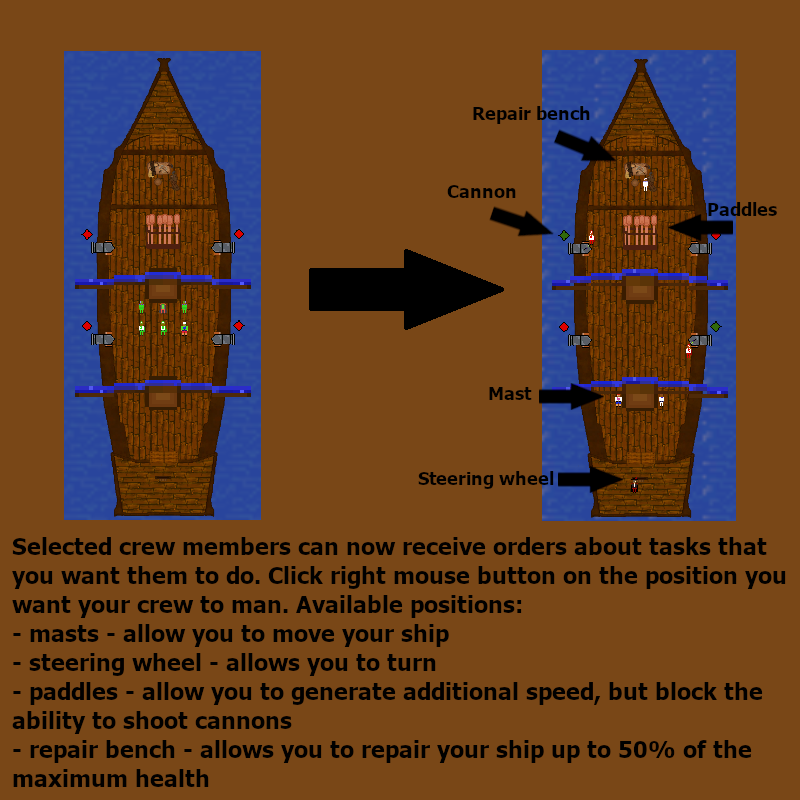 Repair bench
Cannon
Paddles
Mast
Steering wheel
Selected crew members can now receive orders about tasks that
you want them to do. Click right mouse button on the position you
want your crew to man. Available positions:
- masts - allow you to move your ship
- steering wheel - allows you to turn
- paddles - allow you to generate additional speed, but block the
ability to shoot cannons
- repair bench - allows you to repair your ship up to 50% of the
maximum health